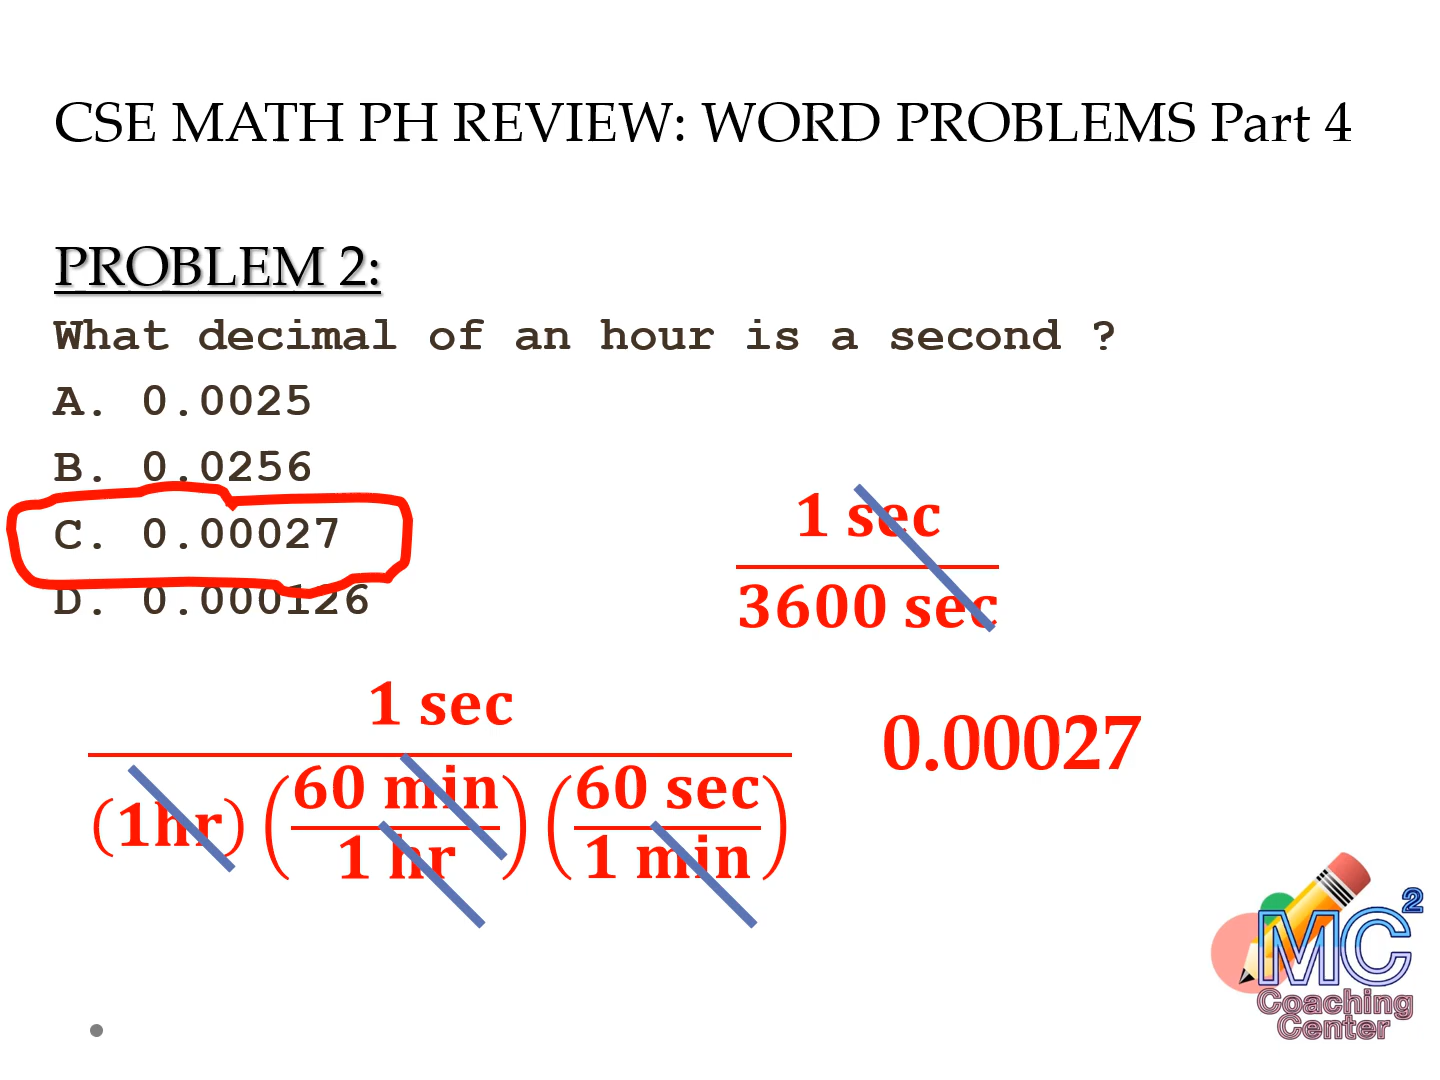 CSE MATH PH REVIEW: WORD PROBLEMS Part 4
PROBLEM 2:
What decimal of an hour is a second ?
A. 0.0025
B. 0.0256
C. 0.00027
D. 0.000126
1 sec
3600 sec
1 sec
(1hr) (60 min / 1 hr) (60 sec / 1 min)
0.00027
MC²
Coaching
Center